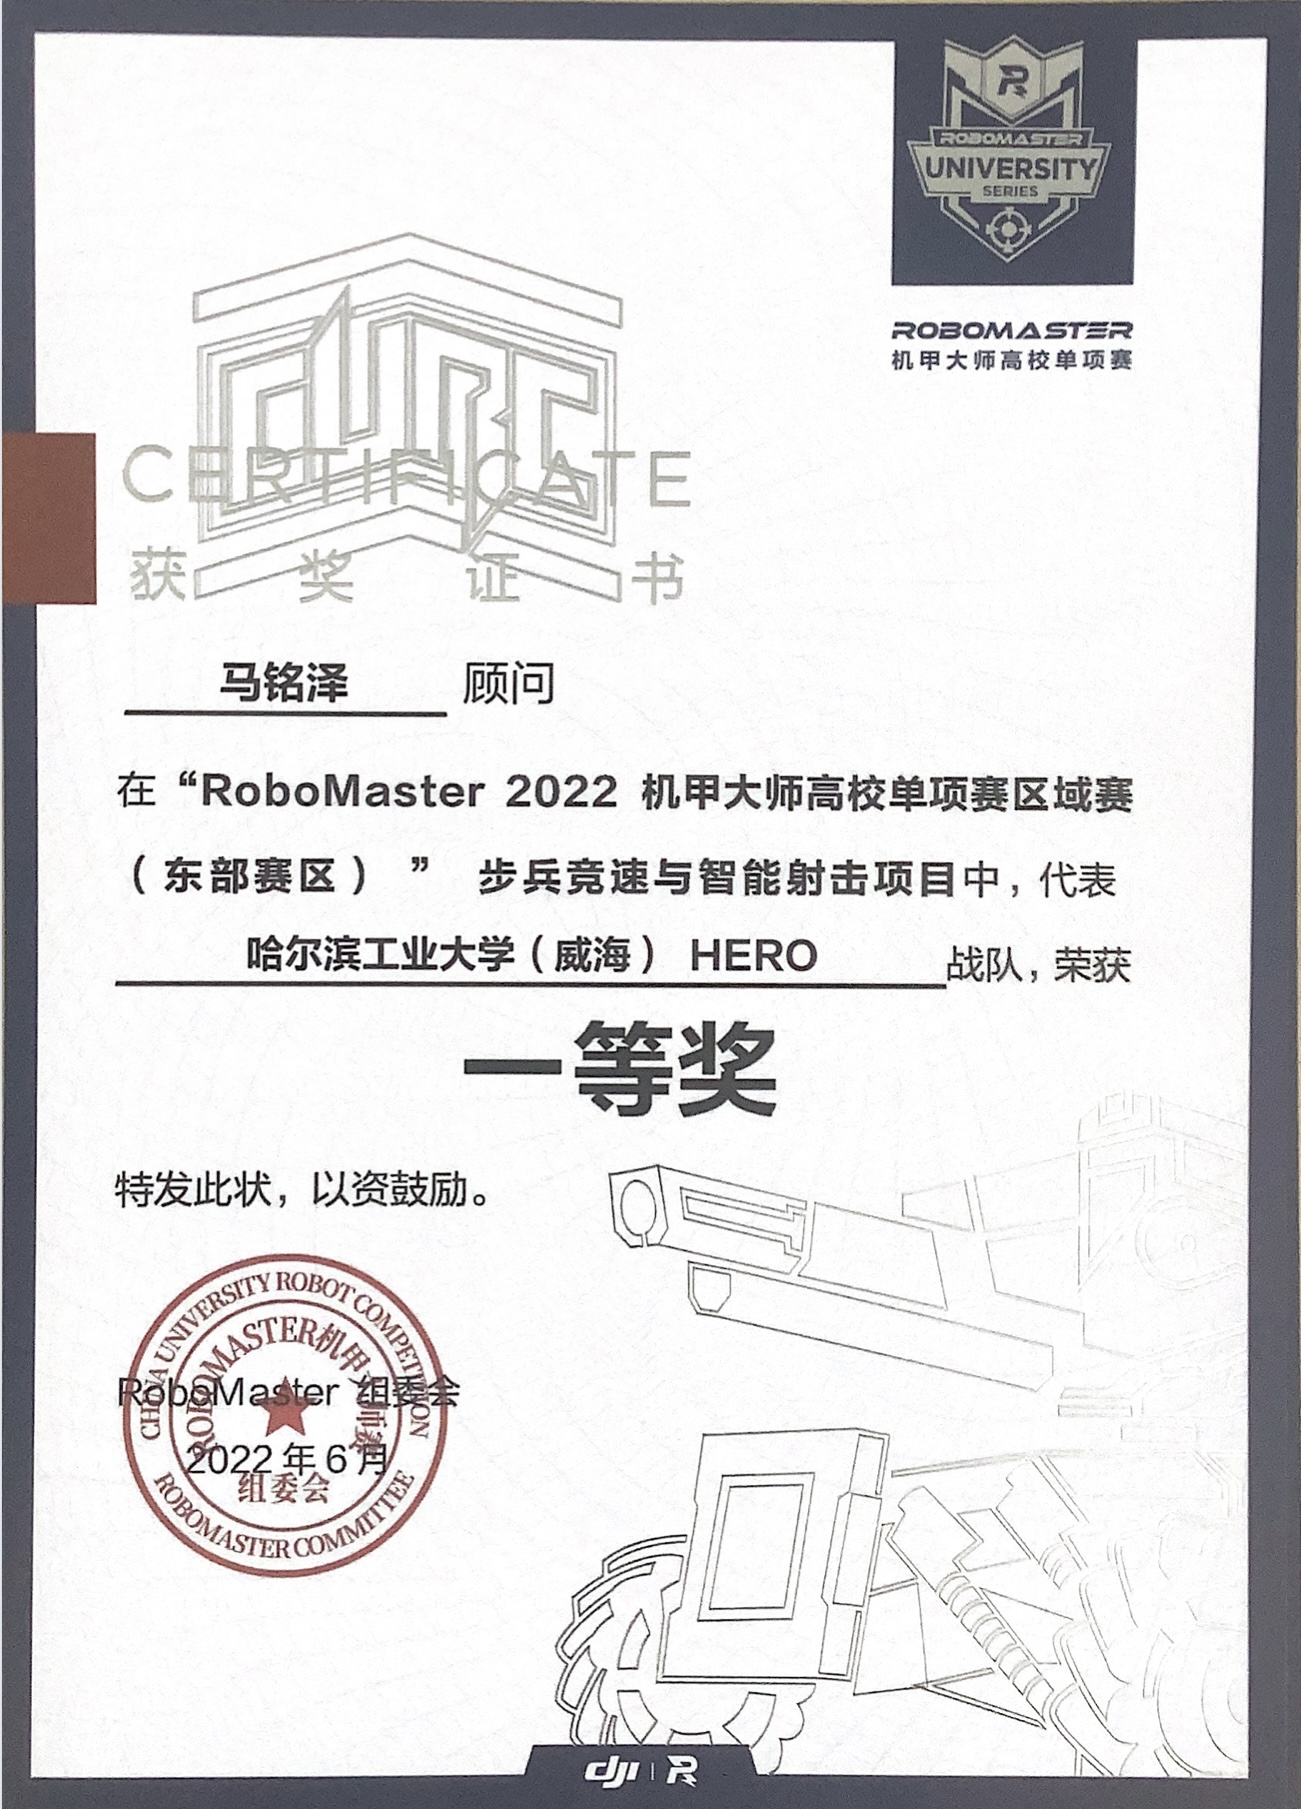 ROBOMASTER
UNIVERSITY
SERIES
ROBOMASTER
机甲大师高校单项赛
CURC
CERTIFICATE
获奖证书
马铭泽 顾问
在“RoboMaster 2022 机甲大师高校单项赛区域赛
（东部赛区）” 步兵竞速与智能射击项目中，代表
哈尔滨工业大学（威海） HERO 战队，荣获
一等奖
特发此状，以资鼓励。
CHINA UNIVERSITY ROBOT COMPETITION
ROBOMASTER机甲大师赛
RoboMaster 组委会
2022 年 6 月
组委会
ROBOMASTER COMMITTEE
dji